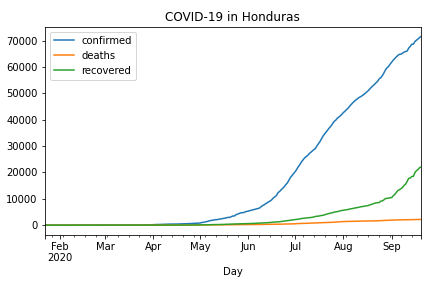 COVID-19 in Honduras
confirmed
deaths
recovered
70000
60000
50000
40000
30000
20000
10000
0
Feb Mar Apr May Jun Jul Aug Sep
2020
Day